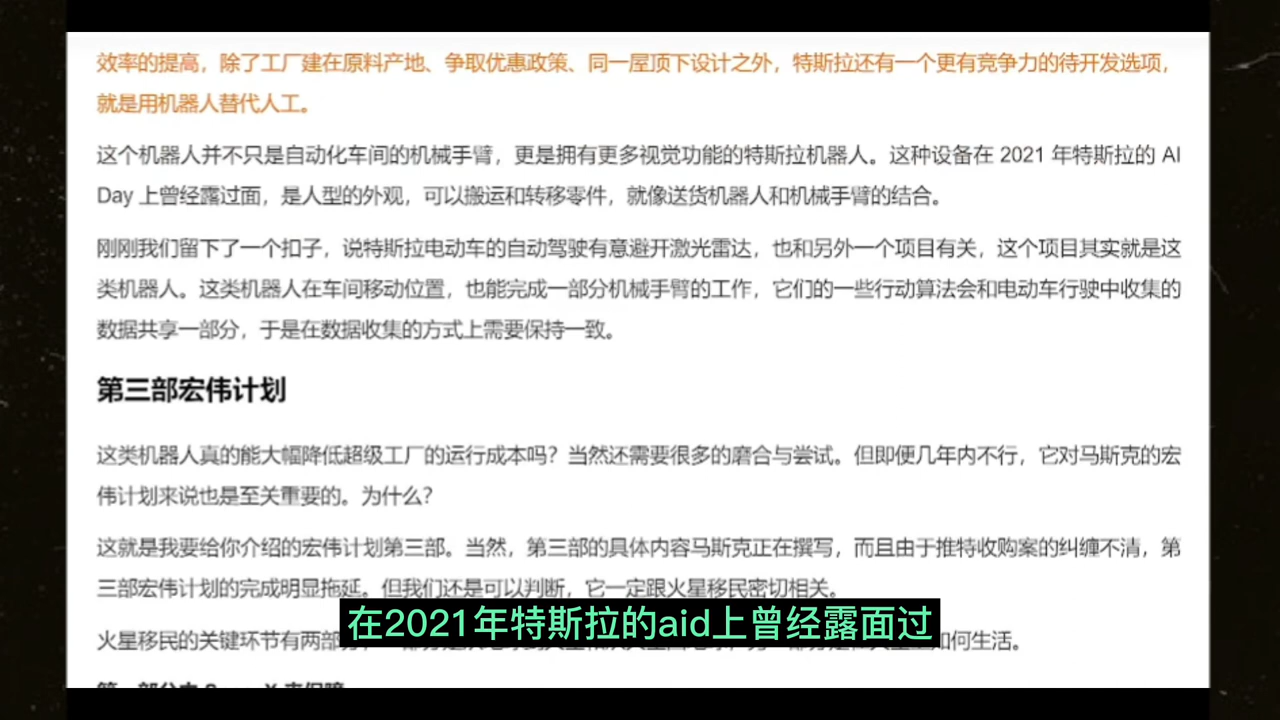 效率的提高，除了工厂建在原料产地、争取优惠政策、同一屋顶下设计之外，特斯拉还有一个更有竞争力的待开发选项，
就是用机器人替代人工。
这个机器人并不只是自动化车间的机械手臂，更是拥有更多视觉功能的特斯拉机器人。这种设备在 2021 年特斯拉的 AI
Day 上曾经露过面，是人型的外观，可以搬运和转移零件，就像送货机器人和机械手臂的结合。
刚刚我们留下了一个扣子，说特斯拉电动车的自动驾驶有意避开激光雷达，也和另外一个项目有关，这个项目其实就是这
类机器人。这类机器人在车间移动位置，也能完成一部分机械手臂的工作，它们的一些行动算法会和电动车行驶中收集的
数据共享一部分，于是在数据收集的方式上需要保持一致。
第三部宏伟计划
这类机器人真的能大幅降低超级工厂的运行成本吗？当然还需要很多的磨合与尝试。但即便几年内不行，它对马斯克的宏
伟计划来说也是至关重要的。为什么？
这就是我要给你介绍的宏伟计划第三部。当然，第三部的具体内容马斯克正在撰写，而且由于推特收购案的纠缠不清，第
三部宏伟计划的完成明显拖延。但我们还是可以判断，它一定跟火星移民密切相关。
在2021年特斯拉的aid上曾经露面过
火星移民的关键环节有两部 如何生活。